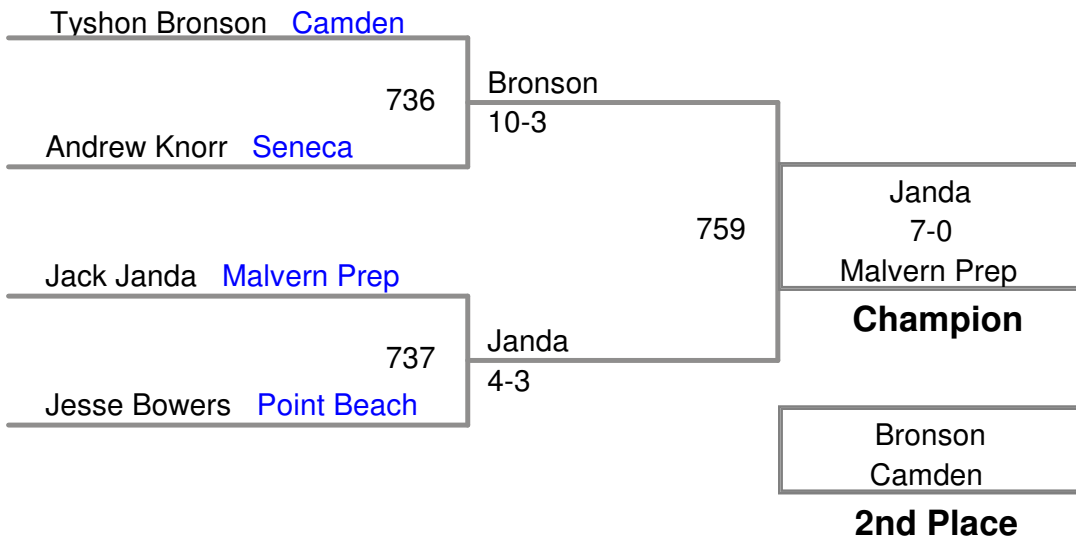 Tyshon Bronson Camden
736
Bronson
10-3
Andrew Knorr Seneca
Jack Janda Malvern Prep
737
Janda
4-3
Jesse Bowers Point Beach
759
Janda
7-0
Malvern Prep
Champion
Bronson
Camden
2nd Place